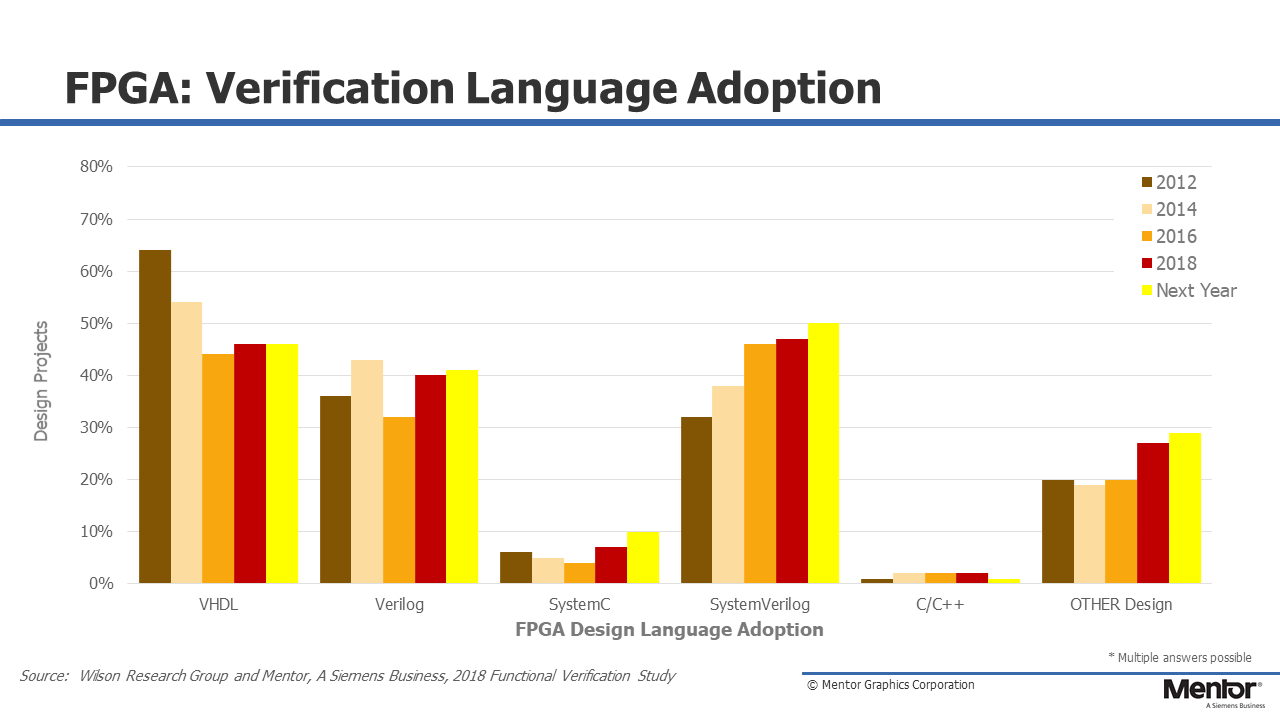 FPGA: Verification Language Adoption
80%
70%
60%
50%
40%
30%
20%
10%
0%
Design Projects
2012
2014
2016
2018
Next Year
VHDL Verilog SystemC SystemVerilog C/C++ OTHER Design
FPGA Design Language Adoption
* Multiple answers possible
Source: Wilson Research Group and Mentor, A Siemens Business, 2018 Functional Verification Study
© Mentor Graphics Corporation
Mentor®
A Siemens Business